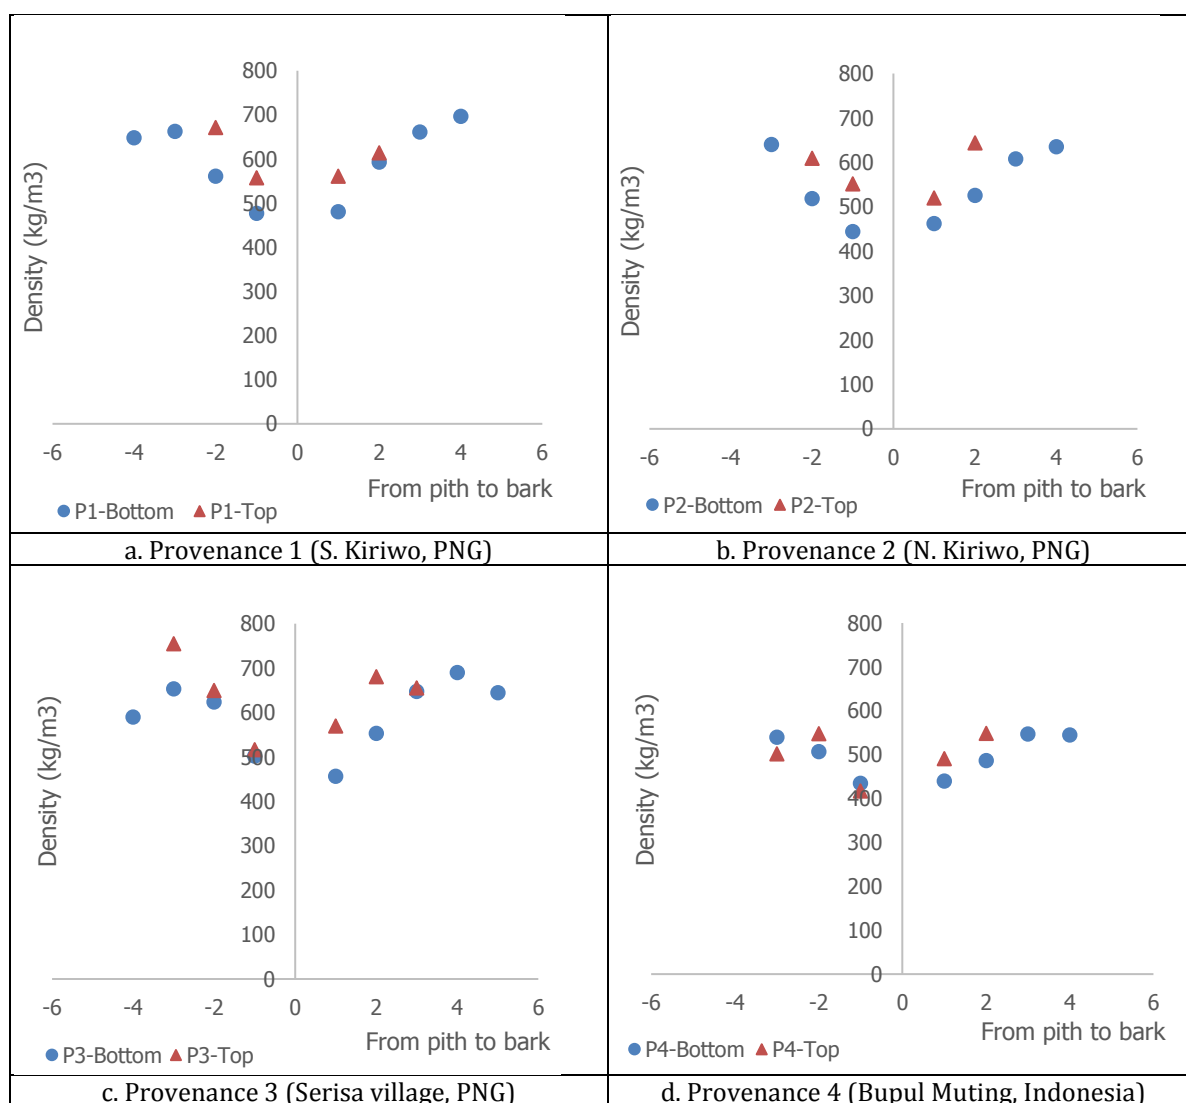 800
700
600
500
400
300
200
100
0
Density (kg/m3)
-6 -4 -2 0 2 4 6
From pith to bark
P1-Bottom P1-Top
a. Provenance 1 (S. Kiriwo, PNG)
800
700
600
500
400
300
200
100
0
Density (kg/m3)
-6 -4 -2 0 2 4 6
From pith to bark
P2-Bottom P2-Top
b. Provenance 2 (N. Kiriwo, PNG)
800
700
600
500
400
300
200
100
0
Density (kg/m3)
-6 -4 -2 0 2 4 6
From pith to bark
P3-Bottom P3-Top
c. Provenance 3 (Serisa village, PNG)
800
700
600
500
400
300
200
100
0
Density (kg/m3)
-6 -4 -2 0 2 4 6
From pith to bark
P4-Bottom P4-Top
d. Provenance 4 (Bupul Muting, Indonesia)